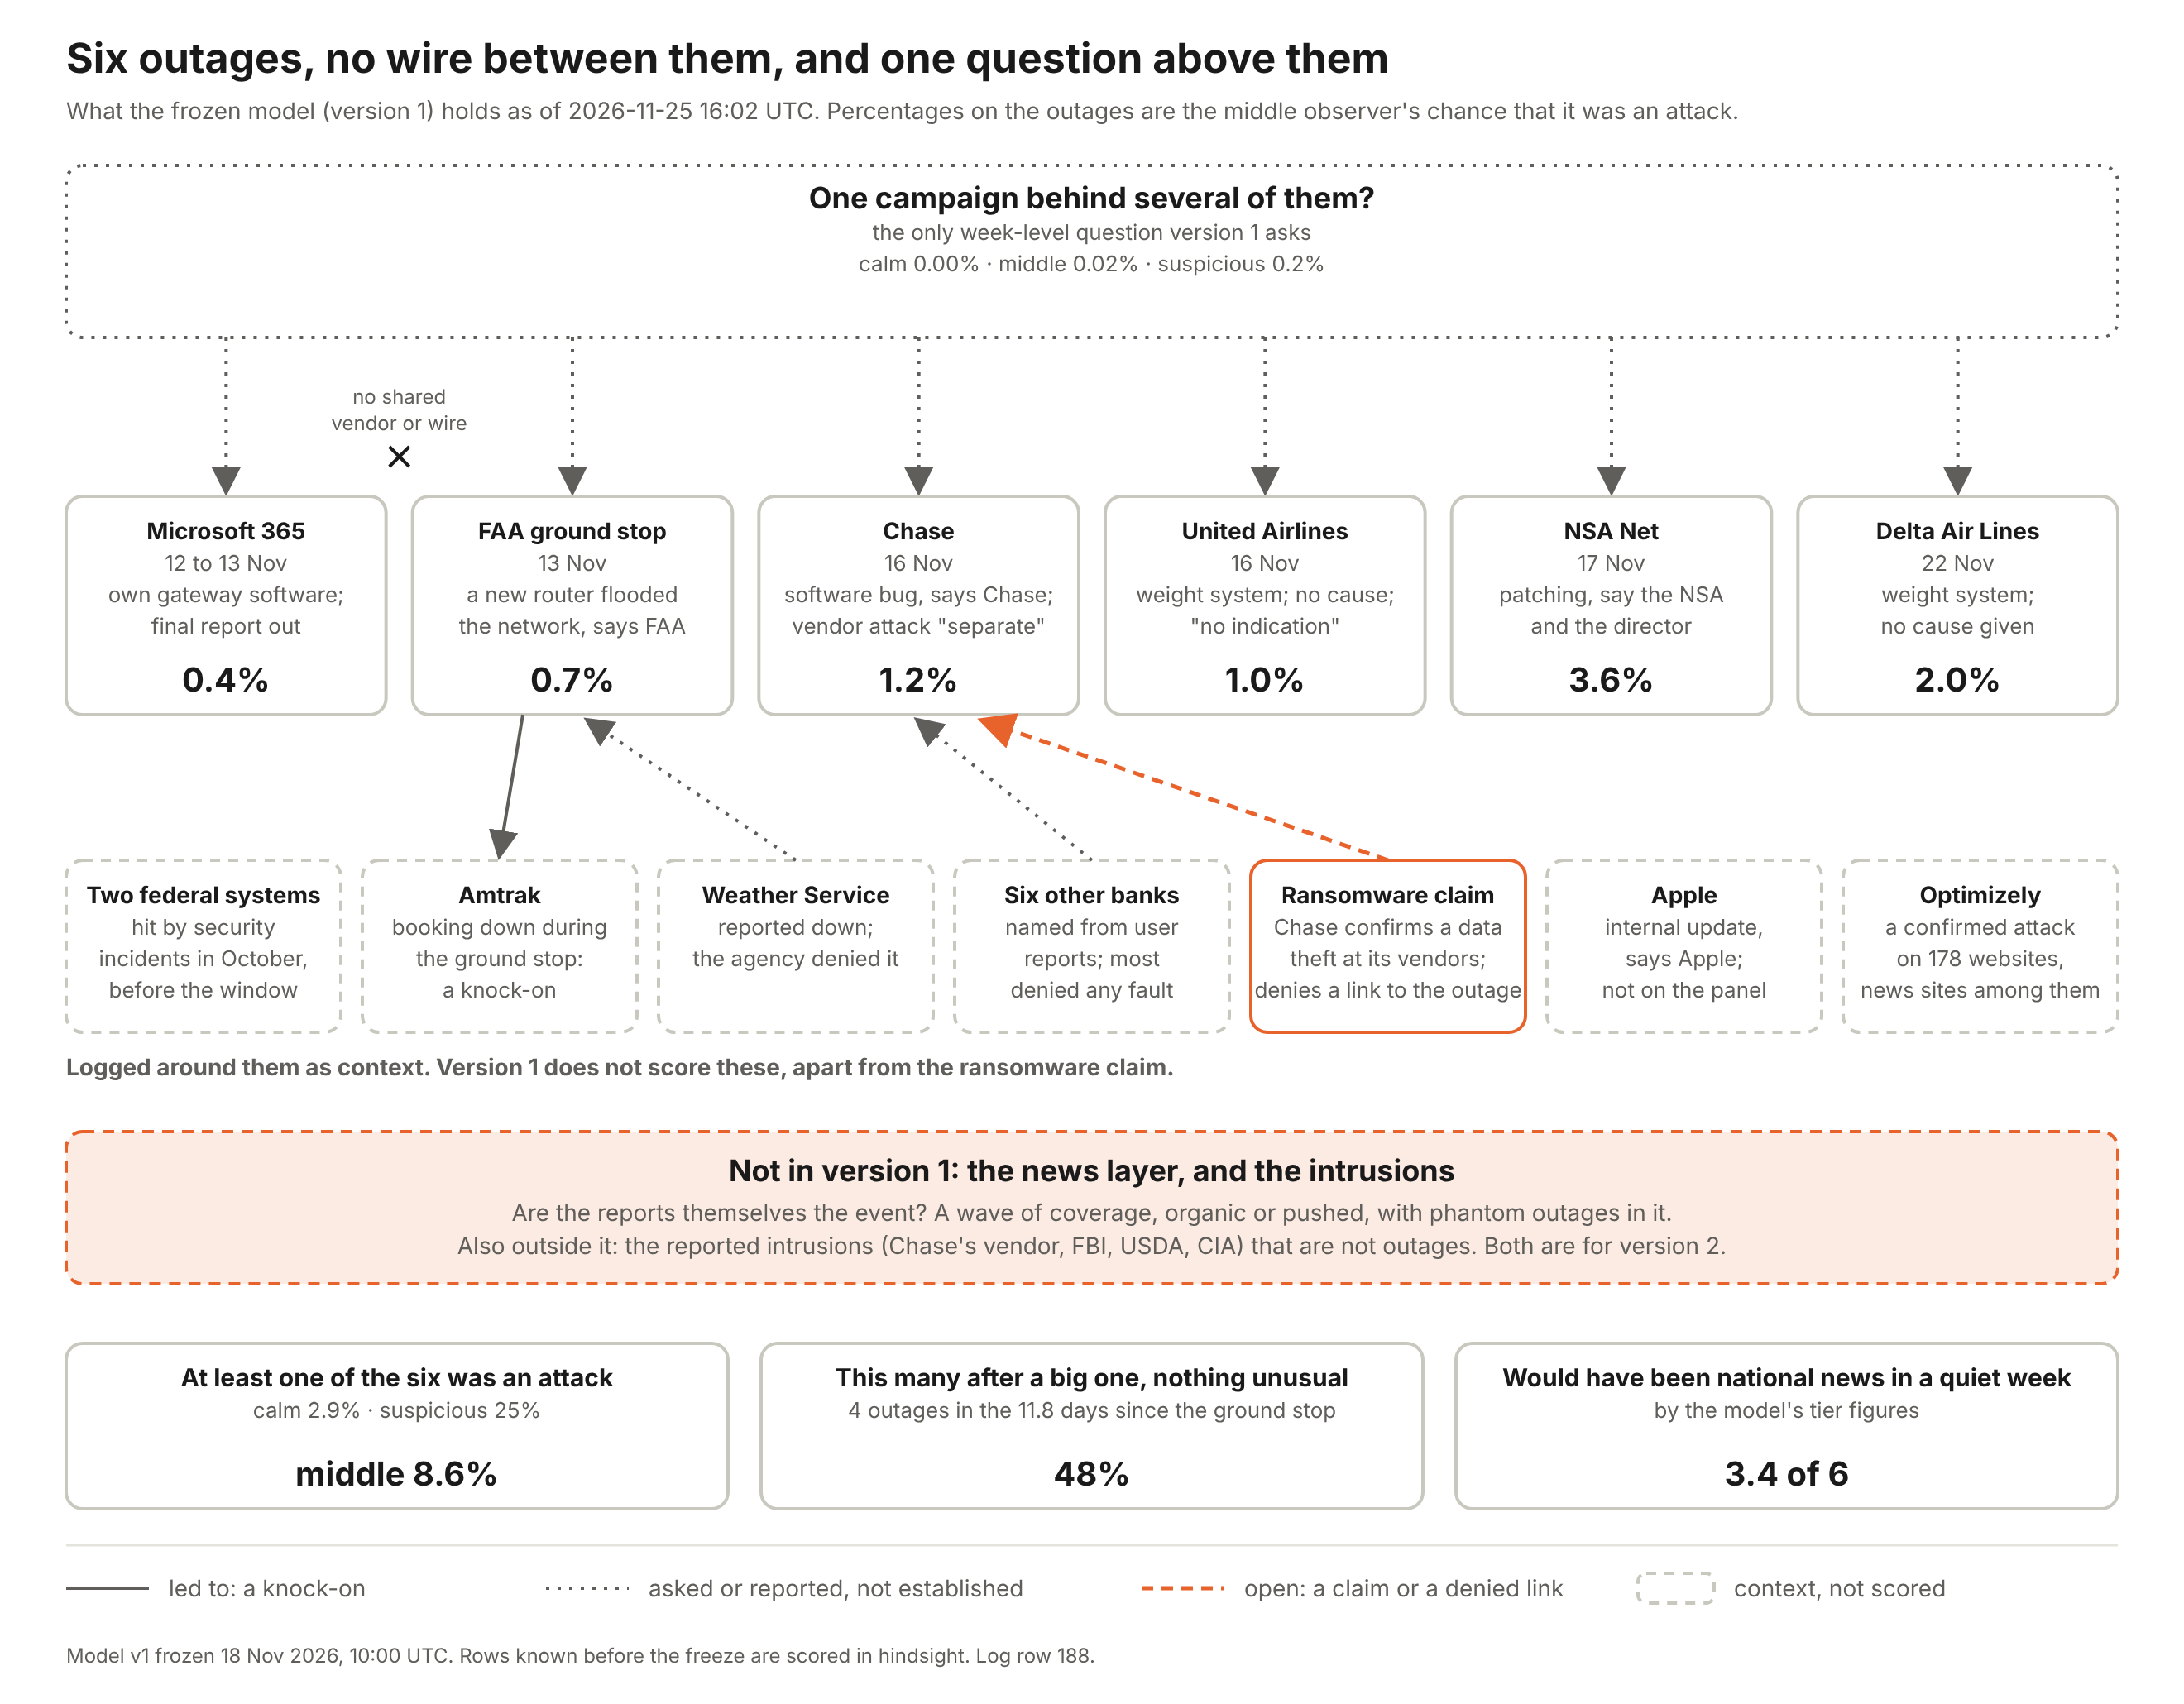 Six outages, no wire between them, and one question above them
What the frozen model (version 1) holds as of 2026-11-25 16:02 UTC. Percentages on the outages are the middle observer's chance that it was an attack.
One campaign behind several of them?
the only week-level question version 1 asks
calm 0.00% · middle 0.02% · suspicious 0.2%
no shared
vendor or wire
Microsoft 365
12 to 13 Nov
own gateway software;
final report out
0.4%
FAA ground stop
13 Nov
a new router flooded
the network, says FAA
0.7%
Chase
16 Nov
software bug, says Chase;
vendor attack "separate"
1.2%
United Airlines
16 Nov
weight system; no cause;
"no indication"
1.0%
NSA Net
17 Nov
patching, say the NSA
and the director
3.6%
Delta Air Lines
22 Nov
weight system;
no cause given
2.0%
Two federal systems
hit by security
incidents in October,
before the window
Amtrak
booking down during
the ground stop:
a knock-on
Weather Service
reported down;
the agency denied it
Six other banks
named from user
reports; most
denied any fault
Ransomware claim
Chase confirms a data
theft at its vendors;
denies a link to the outage
Apple
internal update,
says Apple;
not on the panel
Optimizely
a confirmed attack
on 178 websites,
news sites among them
Logged around them as context. Version 1 does not score these, apart from the ransomware claim.
Not in version 1: the news layer, and the intrusions
Are the reports themselves the event? A wave of coverage, organic or pushed, with phantom outages in it.
Also outside it: the reported intrusions (Chase's vendor, FBI, USDA, CIA) that are not outages. Both are for version 2.
At least one of the six was an attack
calm 2.9% · suspicious 25%
middle 8.6%
This many after a big one, nothing unusual
4 outages in the 11.8 days since the ground stop
48%
Would have been national news in a quiet week
by the model's tier figures
3.4 of 6
led to: a knock-on
asked or reported, not established
open: a claim or a denied link
context, not scored
Model v1 frozen 18 Nov 2026, 10:00 UTC. Rows known before the freeze are scored in hindsight. Log row 188.